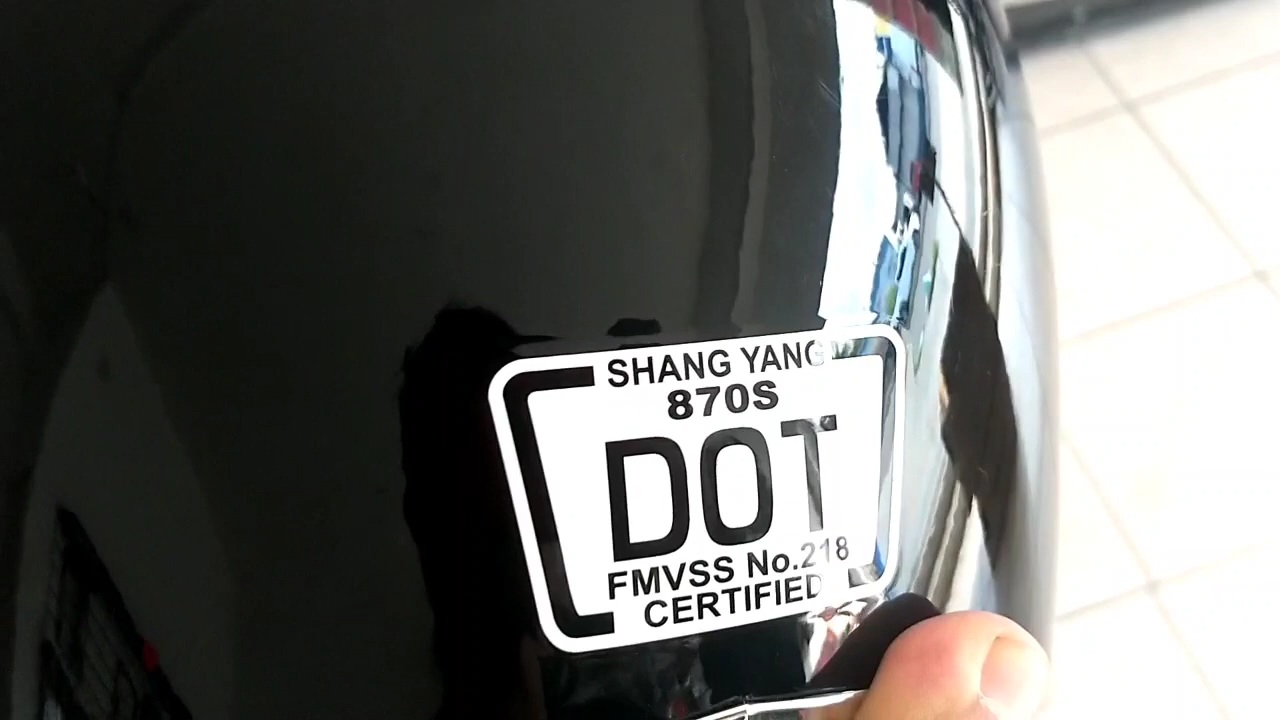 SHANG YANG
870S
DOT
FMVSS No.218
CERTIFIED